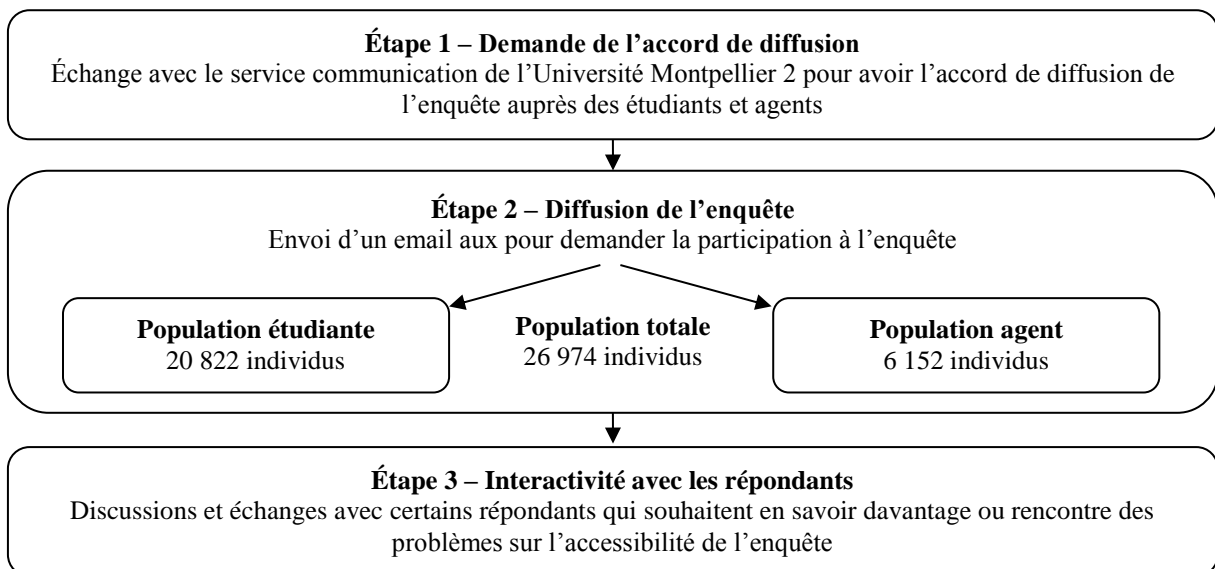 Étape 1 – Demande de l’accord de diffusion
Échange avec le service communication de l’Université Montpellier 2 pour avoir l’accord de diffusion de
l’enquête auprès des étudiants et agents
Étape 2 – Diffusion de l’enquête
Envoi d’un email aux pour demander la participation à l’enquête
Population étudiante
20 822 individus
Population totale
26 974 individus
Population agent
6 152 individus
Étape 3 – Interactivité avec les répondants
Discussions et échanges avec certains répondants qui souhaitent en savoir davantage ou rencontre des
problèmes sur l’accessibilité de l’enquête